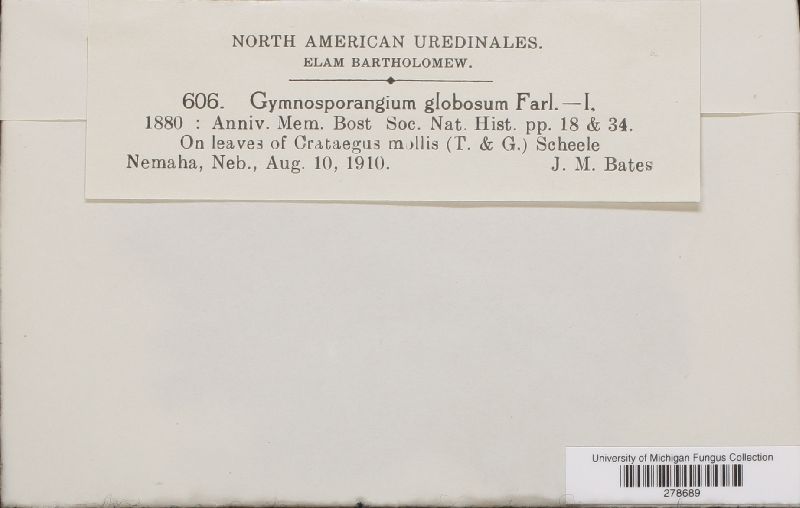 NORTH AMERICAN UREDINALES.
ELAM BARTHOLOMEW.
606. Gymnosporangium globosum Farl.—I.
1880 : Anniv. Mem. Bost Soc. Nat. Hist. pp. 18 & 34.
On leaves of Crataegus mollis (T. & G.) Scheele
Nemaha, Neb., Aug. 10, 1910. J. M. Bates
University of Michigan Fungus Collection
278689